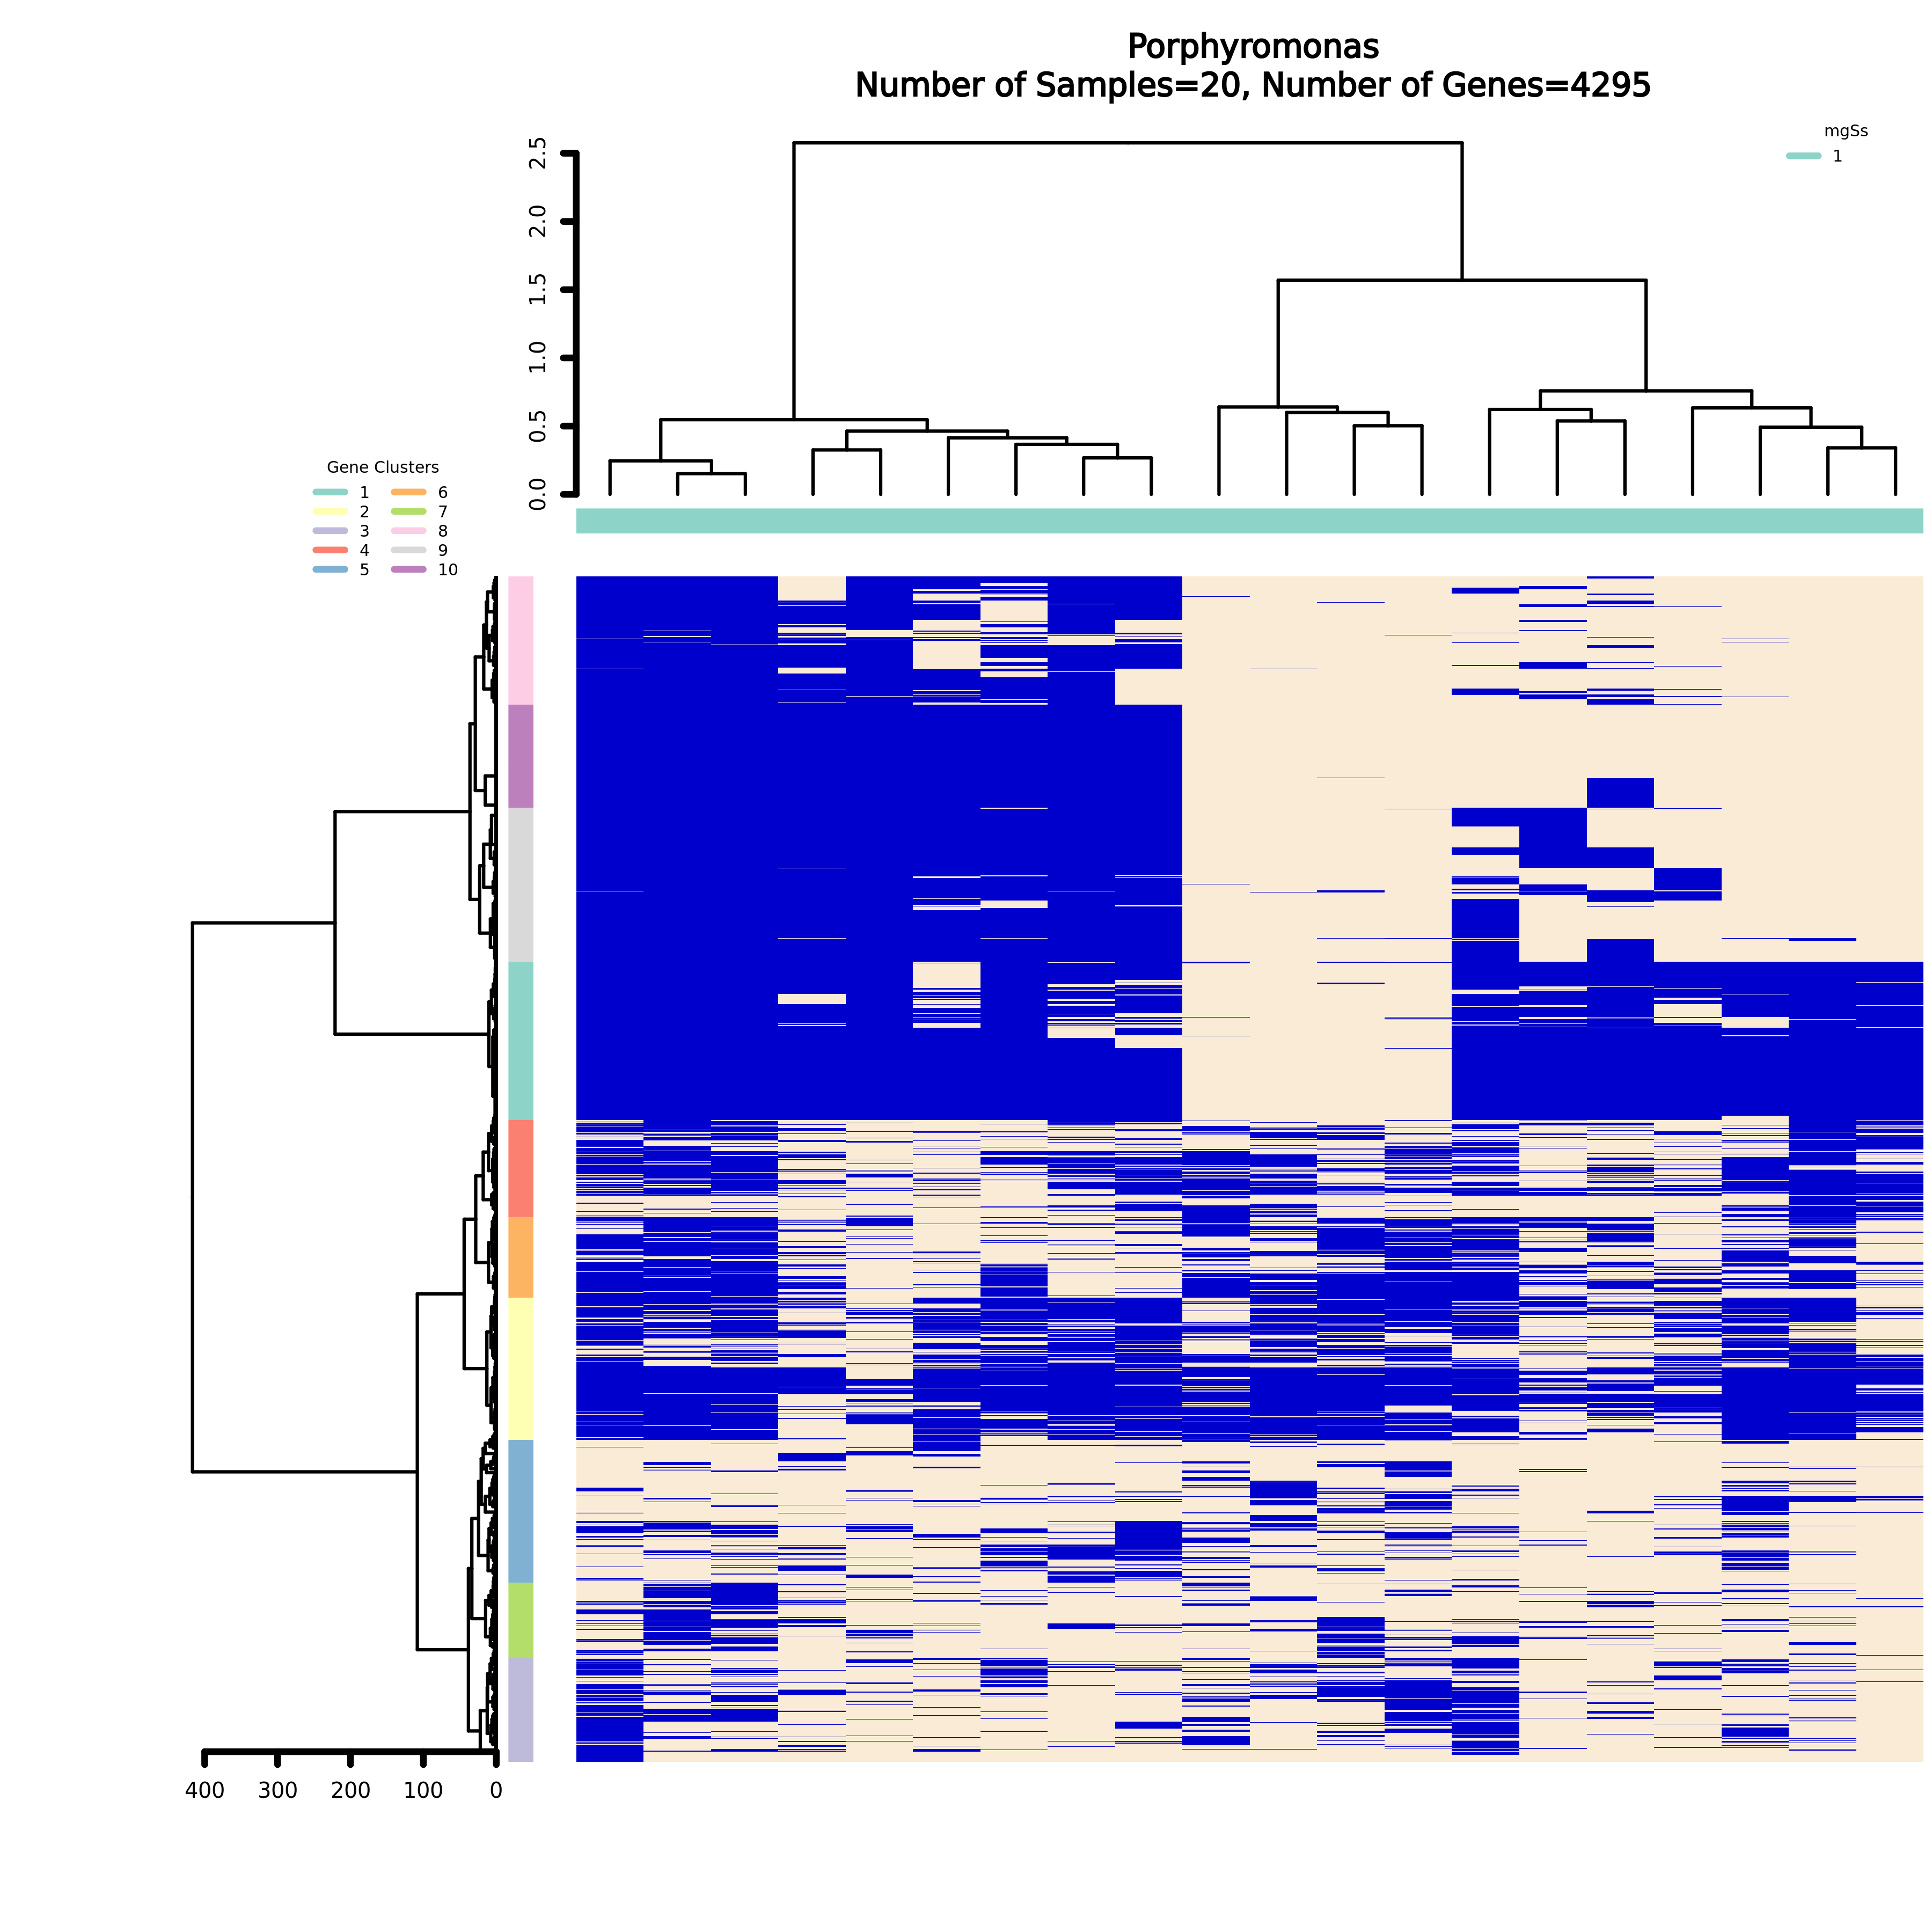 Porphyromonas
Number of Samples=20, Number of Genes=4295
mgSs
1
2.5
2.0
1.5
1.0
0.5
0.0
Gene Clusters
1 6
2 7
3 8
4 9
5 10
400 300 200 100 0